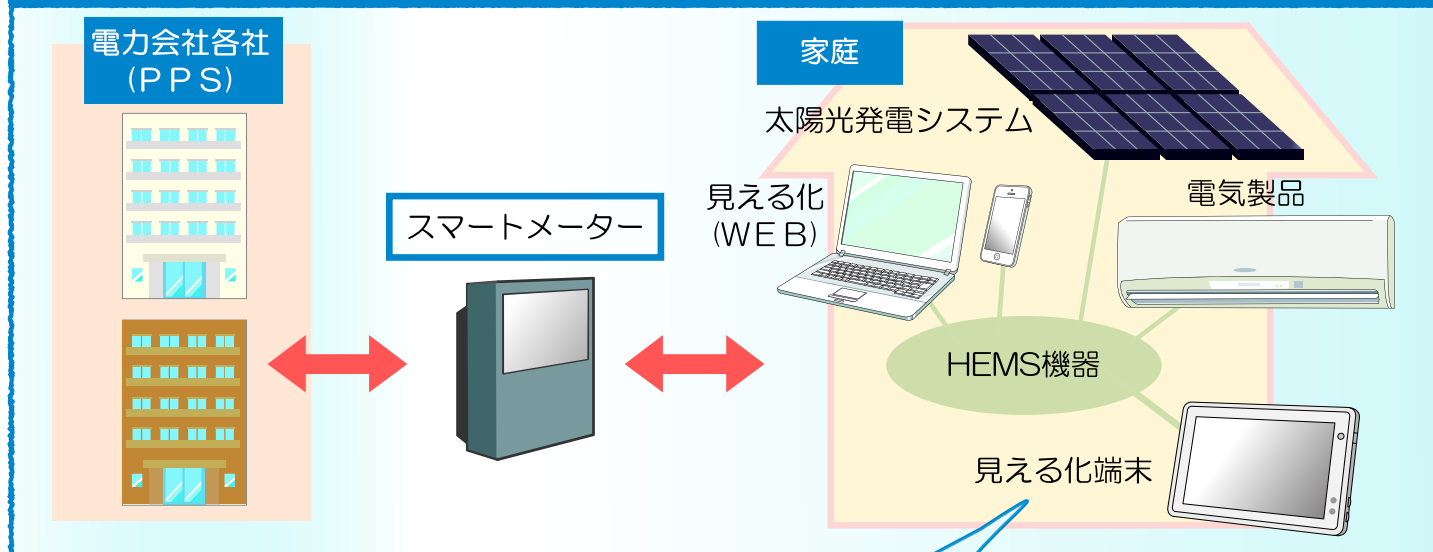 電力会社各社
(ＰＰＳ)
家庭
太陽光発電システム
見える化
(ＷＥＢ)
電気製品
スマートメーター
HEMS機器
見える化端末